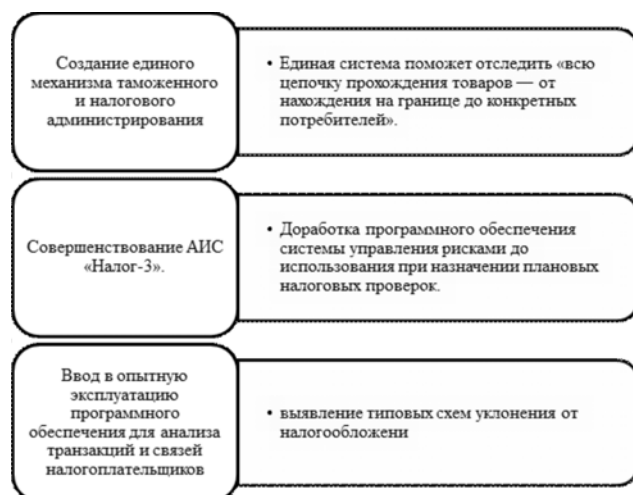 Создание единого
механизма таможенного
и налогового
администрирования
• Единая система поможет отследить «всю
цепочку прохождения товаров — от
нахождения на границе до конкретных
потребителей».
Совершенствование АИС
«Налог-3».
• Доработка программного обеспечения
системы управления рисками до
использования при назначении плановых
налоговых проверок.
Ввод в опытную
эксплуатацию
программного
обеспечения для анализа
транзакций и связей
налогоплательщиков
• выявление типовых схем уклонения от
налогообложени